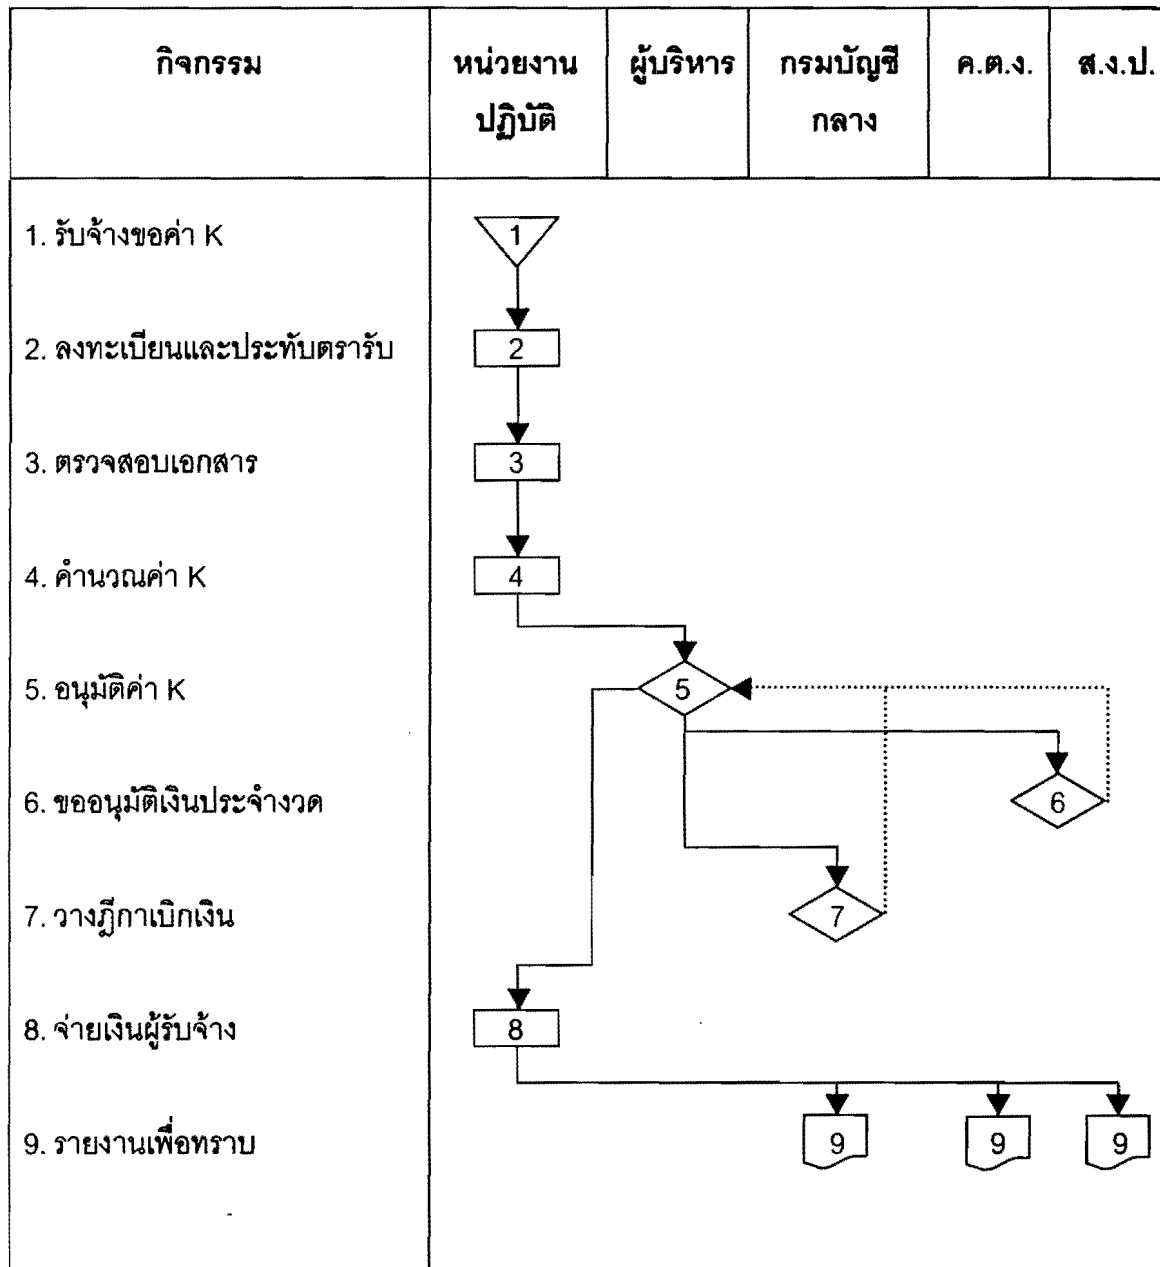 กิจกรรม
หน่วยงาน
ปฏิบัติ
ผู้บริหาร
กรมบัญชี
กลาง
ค.ต.ง.
ส.ง.ป.
1. รับจ้างขอค่า K
1
2. ลงทะเบียนและประทับตรารับ
2
3. ตรวจสอบเอกสาร
3
4. คำนวณค่า K
4
5. อนุมัติค่า K
5
6. ขออนุมัติเงินประจำงวด
6
7. วางฎีกาเบิกเงิน
7
8. จ่ายเงินผู้รับจ้าง
8
9. รายงานเพื่อทราบ
9
9
9